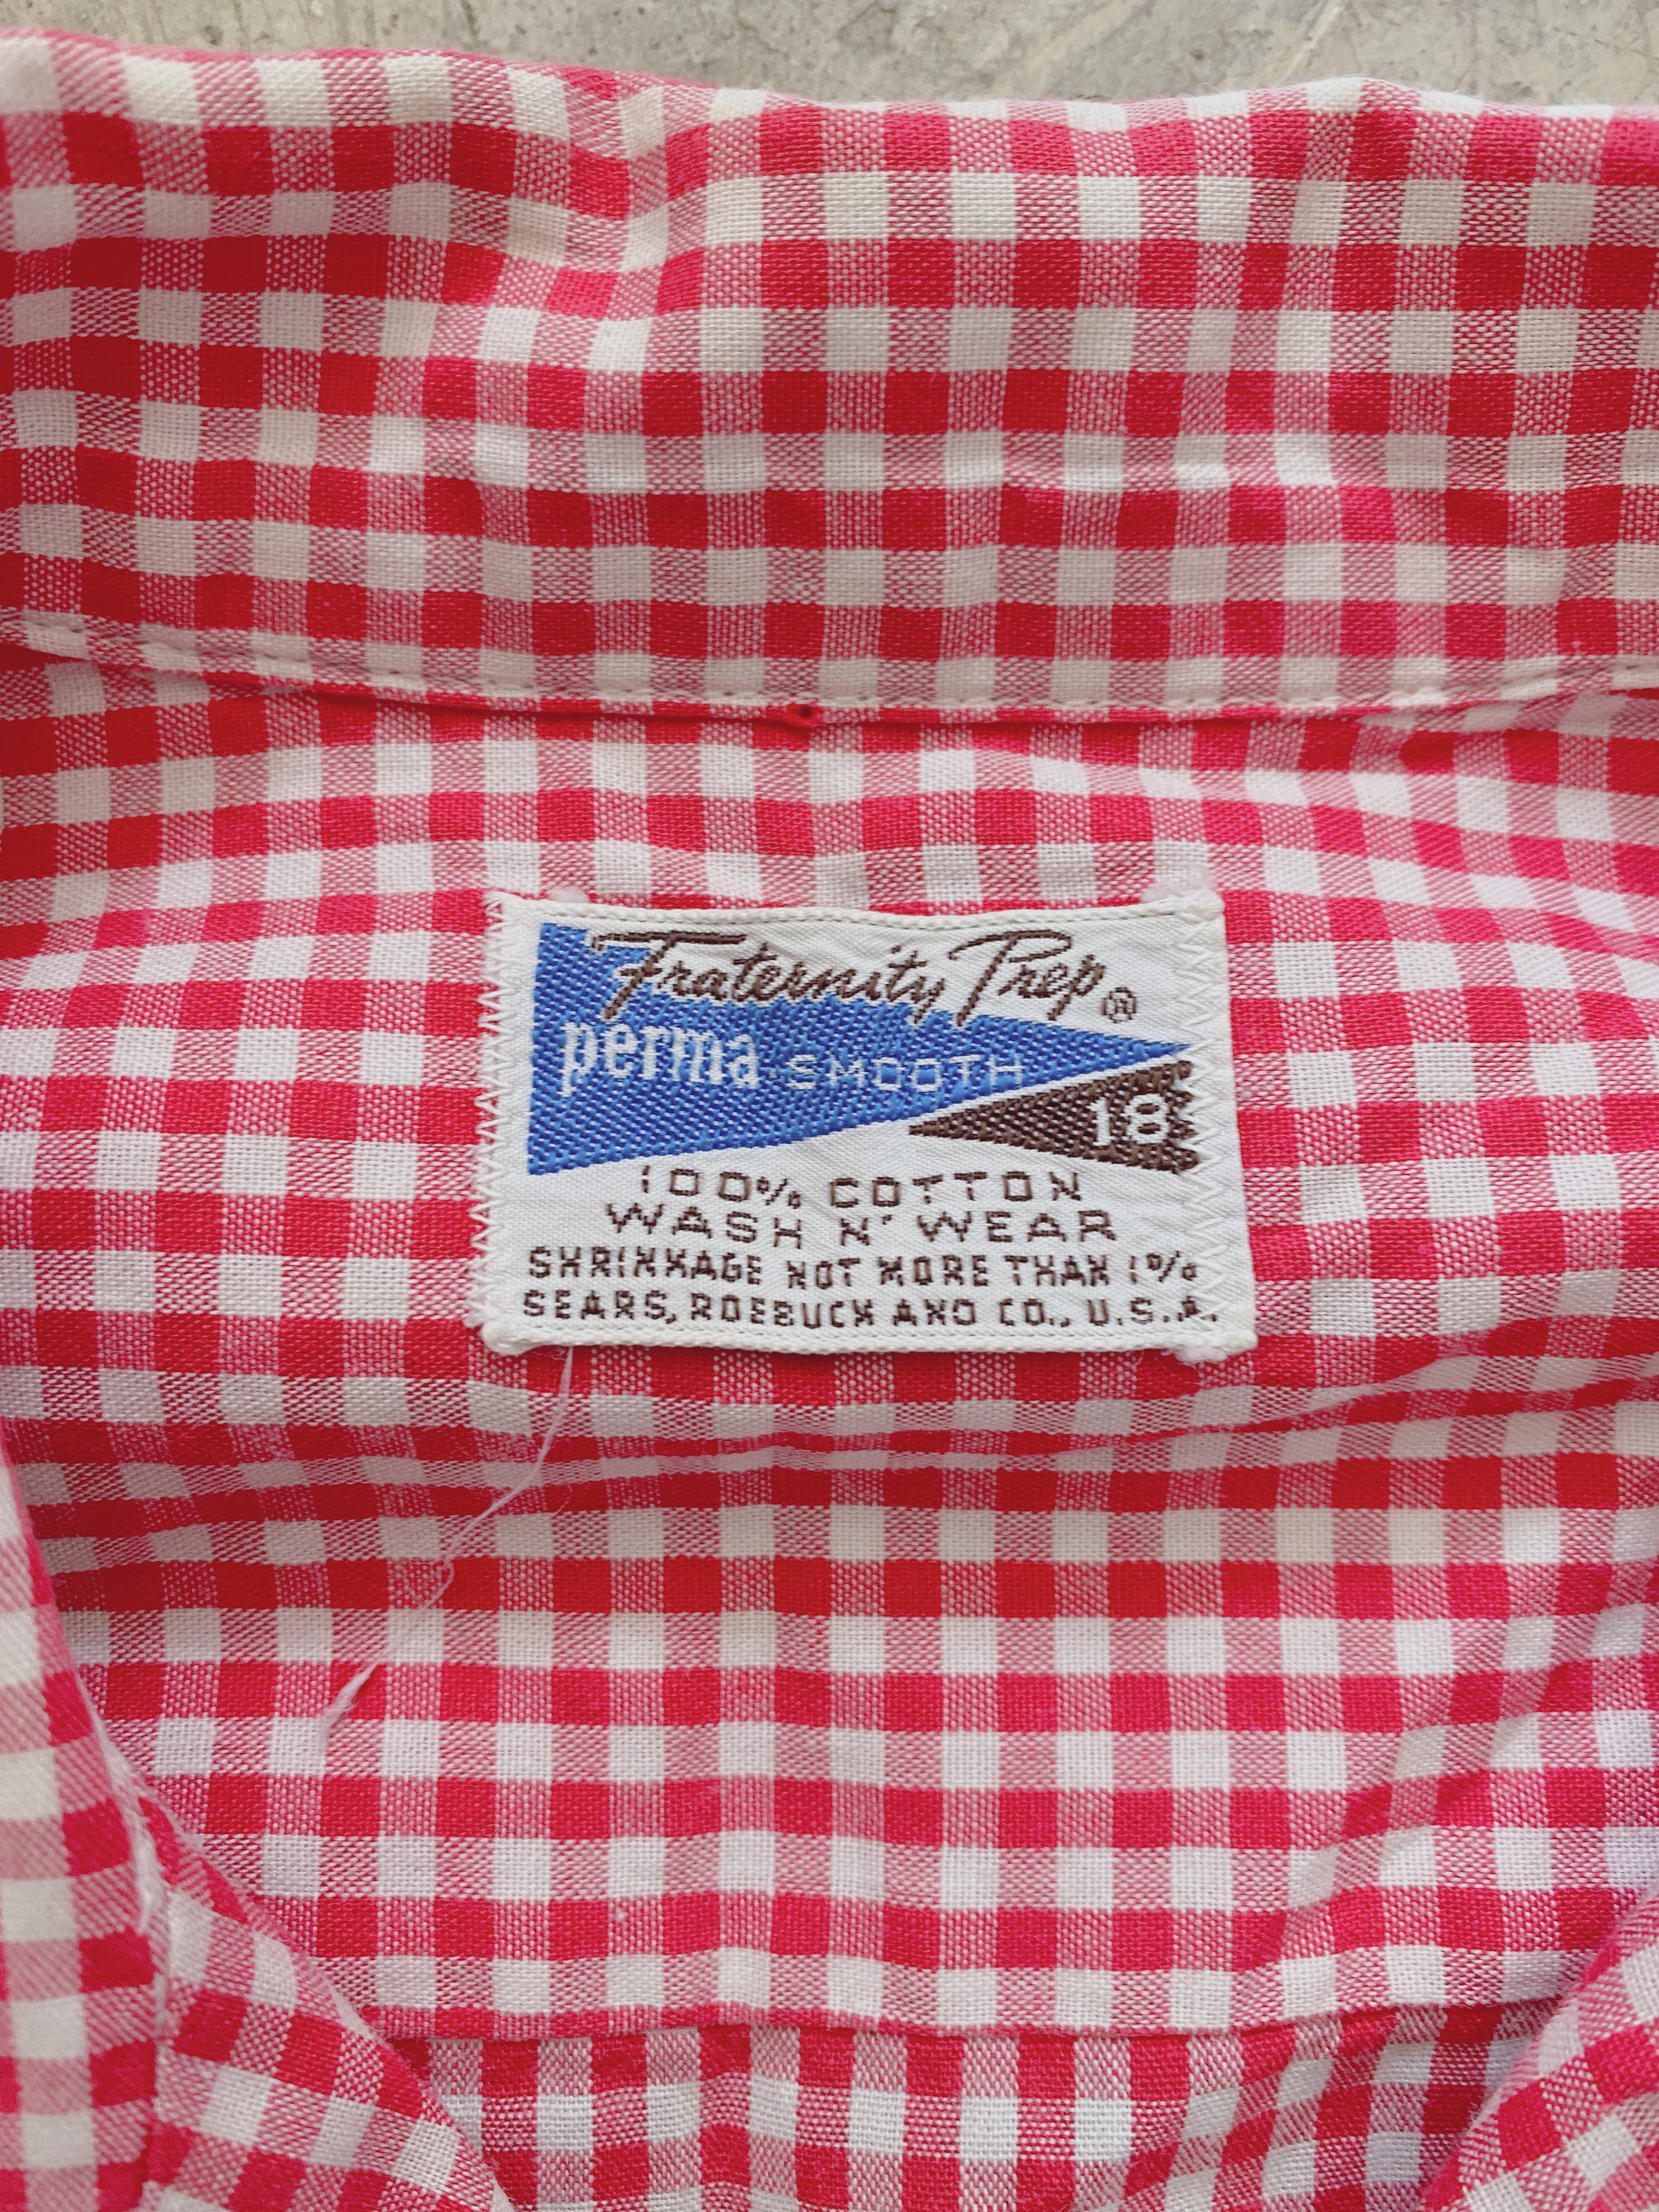 Fraternity Prep ®
perma·SMOOTH
18
100% COTTON
WASH N' WEAR
SHRINKAGE NOT MORE THAN 1%
SEARS, ROEBUCK AND CO., U.S.A.